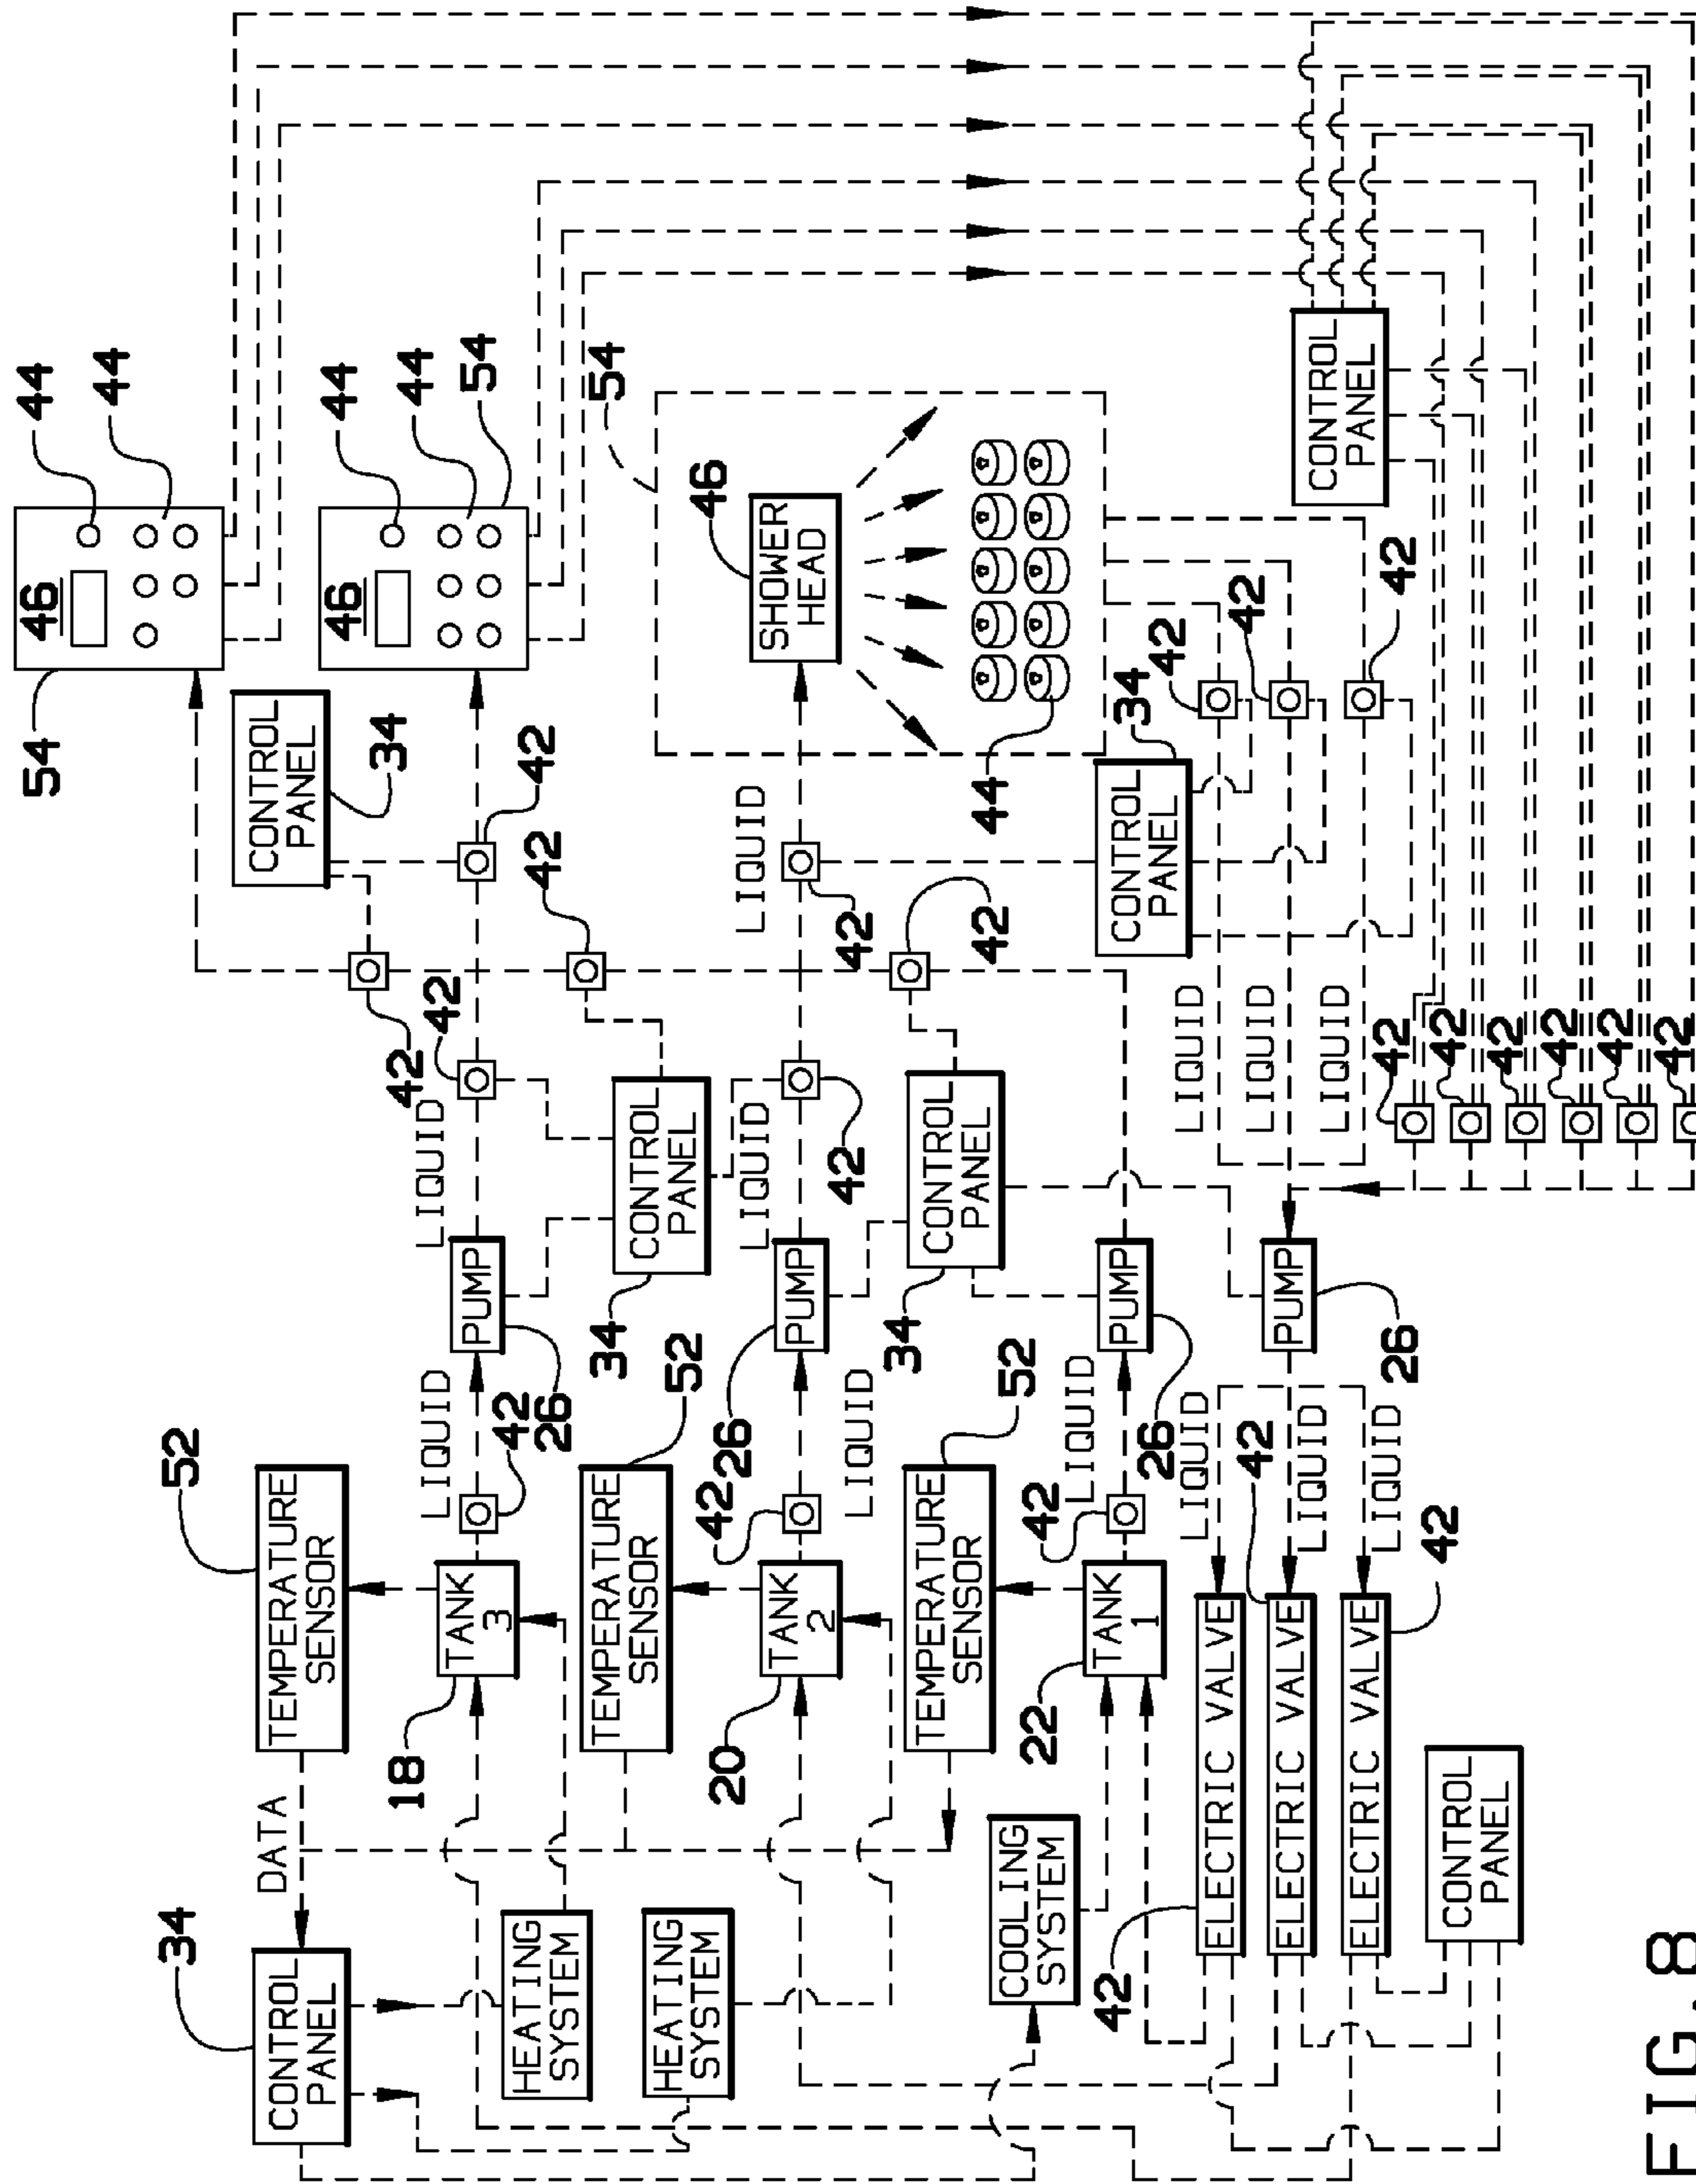 54
46
44
44
34
52
DATA
CONTROL
PANEL
TEMPERATURE
SENSOR
CONTROL
PANEL
46
44
34
42
18
44
LIQUID
LIQUID
42
TANK
3
PUMP
54
42
26
42
42
HEATING
SYSTEM
34
TEMPERATURE
SENSOR
CONTROL
PANEL
54
HEATING
SYSTEM
52
20
42
26
46
LIQUID
LIQUID
TANK
2
PUMP
SHOWER
HEAD
LIQUID
42
42
34
TEMPERATURE
SENSOR
CONTROL
PANEL
42
44
COOLING
SYSTEM
52
22
42
LIQUID
TANK
1
PUMP
CONTROL
PANEL
34
42
26
42
LIQUID
LIQUID
ELECTRIC VALVE
42
LIQUID
42
ELECTRIC VALVE
PUMP
LIQUID
LIQUID
CONTROL
PANEL
ELECTRIC VALVE
LIQUID
26
42
42
42
42
CONTROL
PANEL
42
42
42
42
FIG.8